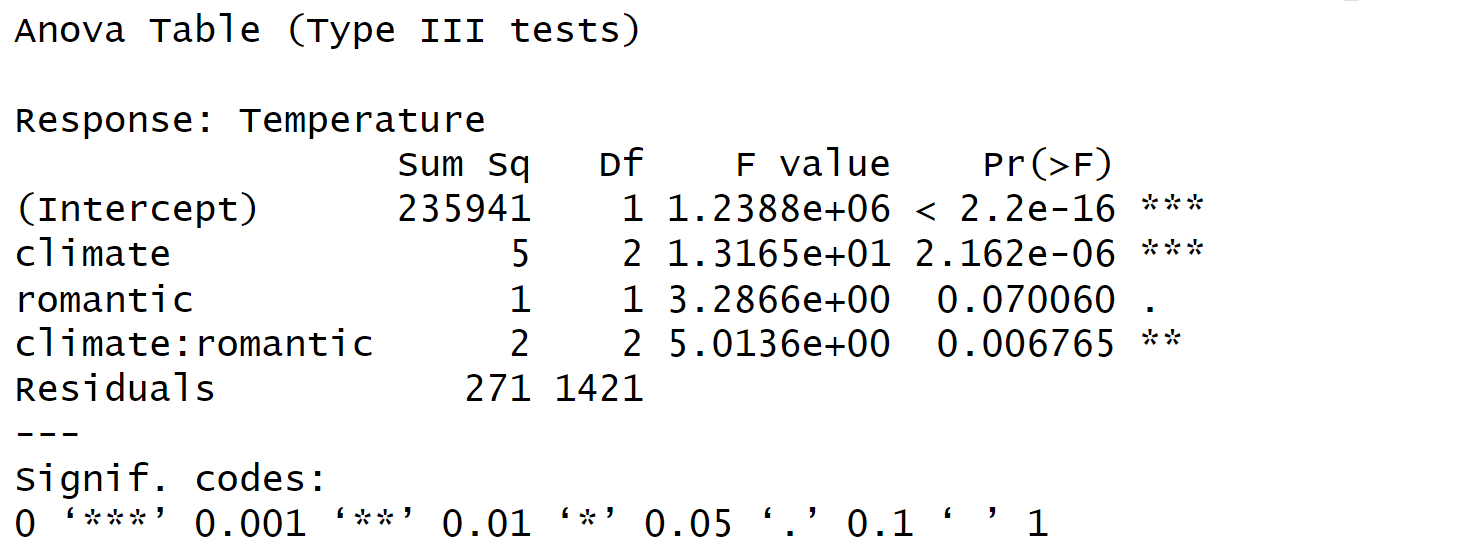 Anova Table (Type III tests)
Response: Temperature
Sum Sq Df F value Pr(>F)
(Intercept) 235941 1 1.2388e+06 < 2.2e-16 ***
climate 5 2 1.3165e+01 2.162e-06 ***
romantic 1 1 3.2866e+00 0.070060 .
climate:romantic 2 2 5.0136e+00 0.006765 **
Residuals 271 1421
---
Signif. codes:
0 ‘***’ 0.001 ‘**’ 0.01 ‘*’ 0.05 ‘.’ 0.1 ‘ ’ 1